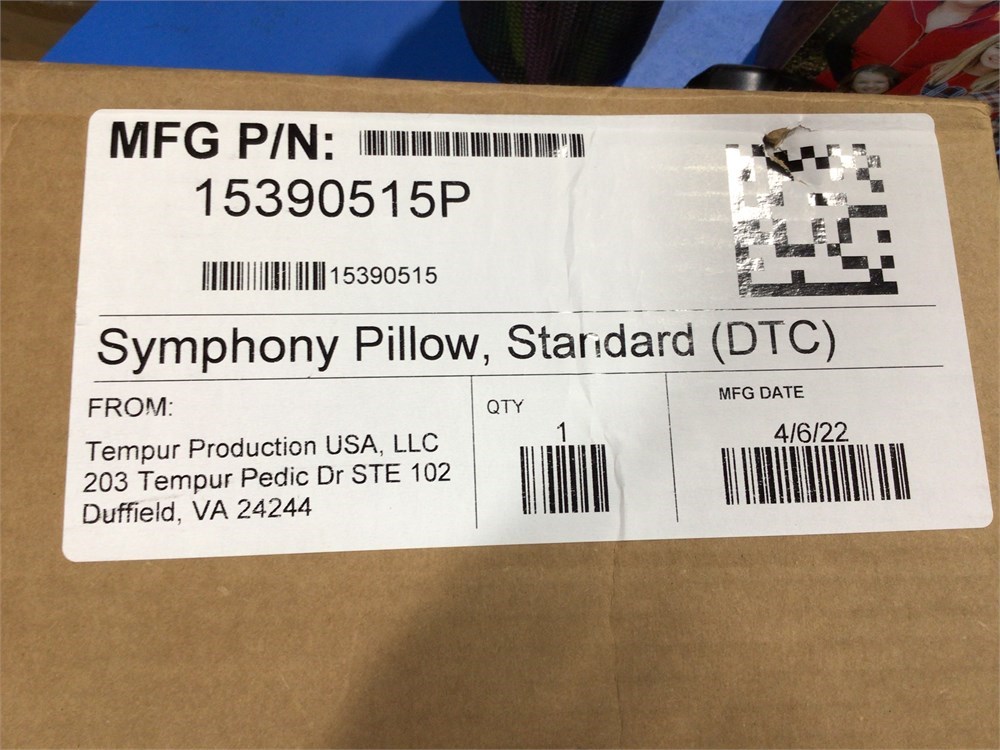 MFG P/N:
15390515P
15390515
Symphony Pillow, Standard (DTC)
FROM:
Tempur Production USA, LLC
203 Tempur Pedic Dr STE 102
Duffield, VA 24244
QTY
1
MFG DATE
4/6/22